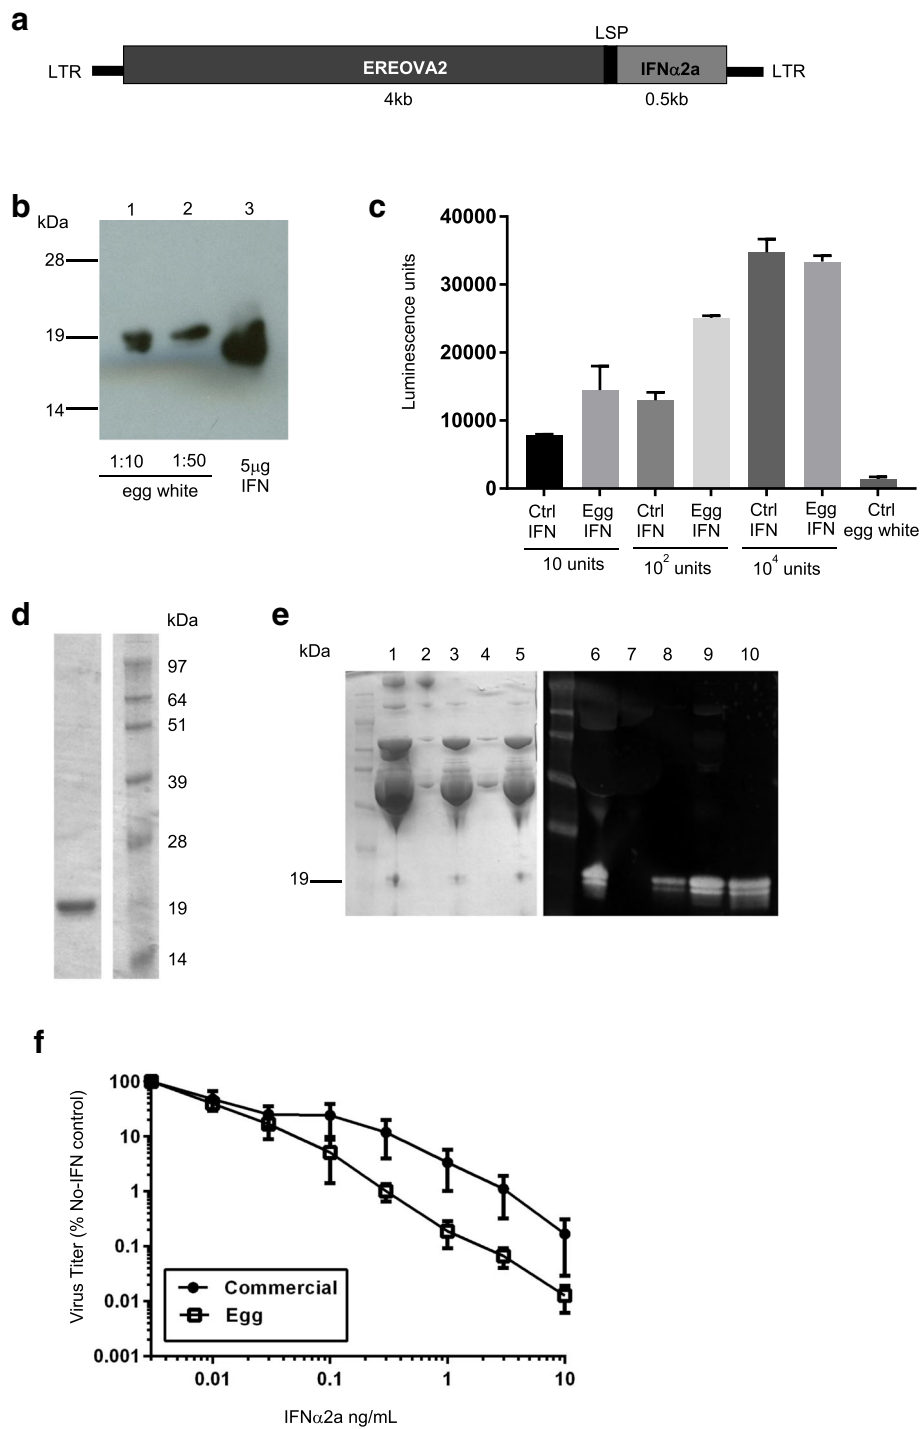 a
LSP
LTR EREOVA2 IFNα2a LTR
4kb 0.5kb
b
kDa
1 2 3
28
19
14
1:10 1:50 5μg
IFN
egg white
c
Luminescence units
40000
30000
20000
10000
0
Ctrl IFN Egg IFN Ctrl IFN Egg IFN Ctrl IFN Egg IFN Ctrl egg white
10 units 10² units 10⁴ units
d
kDa
97
64
51
39
28
19
14
e
kDa 1 2 3 4 5 6 7 8 9 10
19
f
Virus Titer (% No-IFN control)
100
10
1
0.1
0.01
0.001
Commercial
Egg
0.01 0.1 1 10
IFNα2a ng/mL